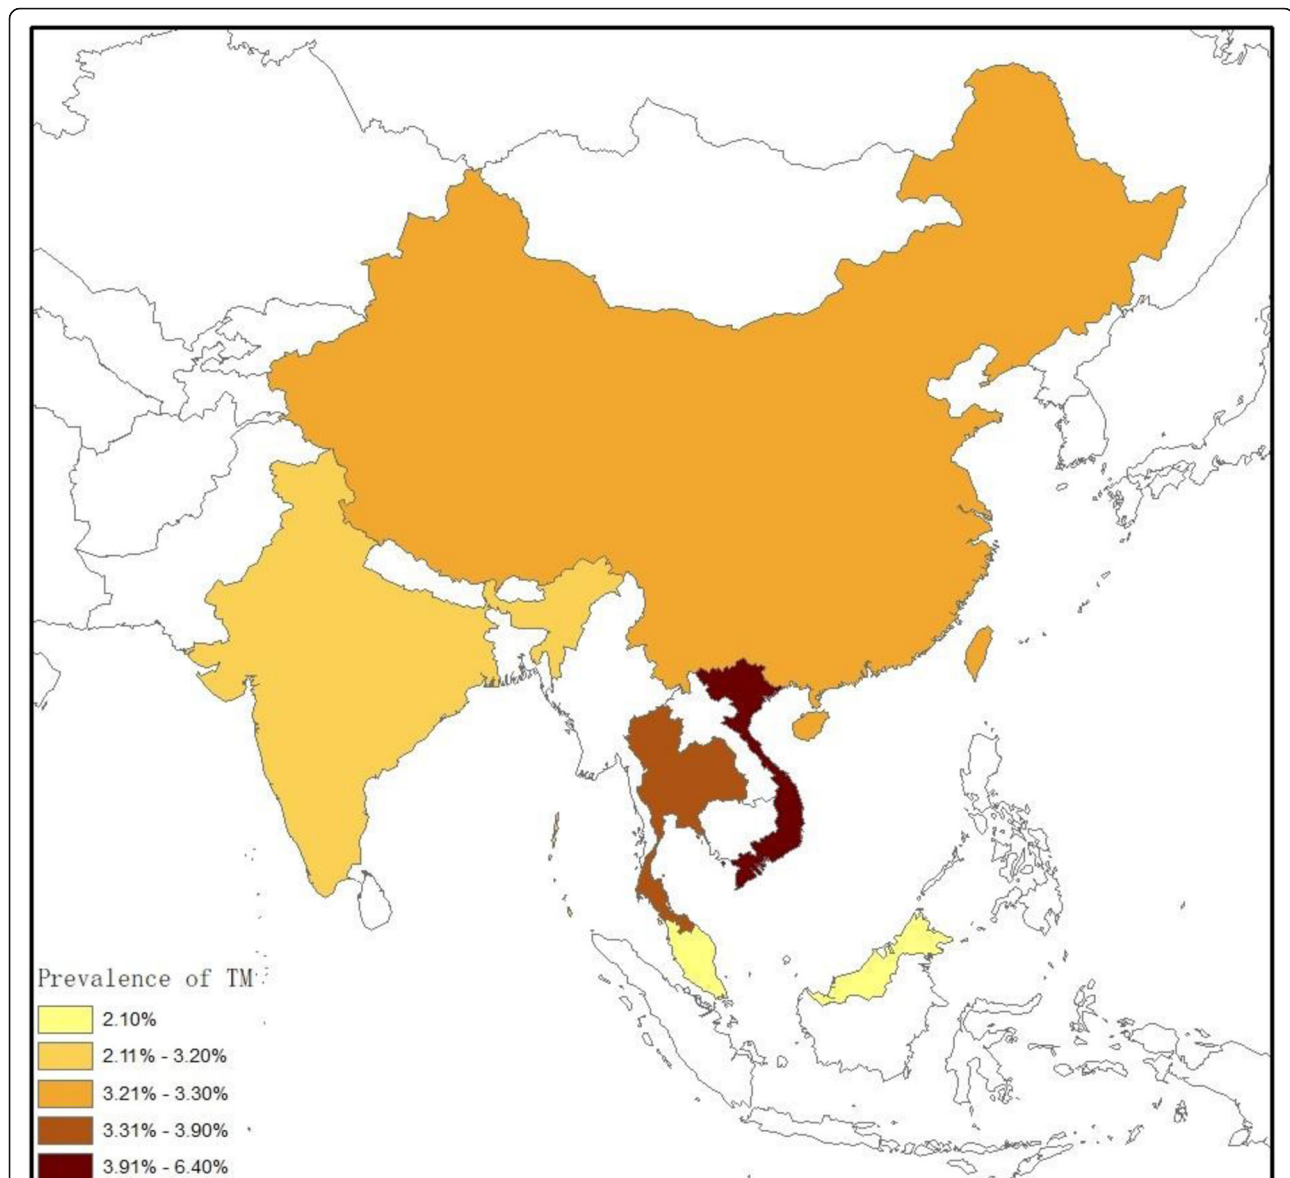 Prevalence of TM
2.10%
2.11% - 3.20%
3.21% - 3.30%
3.31% - 3.90%
3.91% - 6.40%